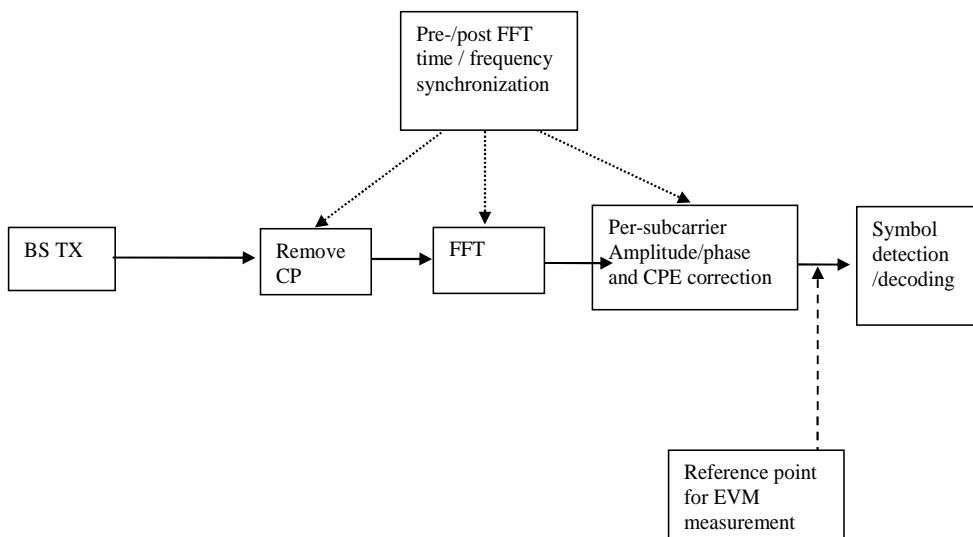 Pre-/post FFT
time / frequency
synchronization
BS TX
Remove
CP
FFT
Per-subcarrier
Amplitude/phase
and CPE correction
Symbol
detection
/decoding
Reference point
for EVM
measurement